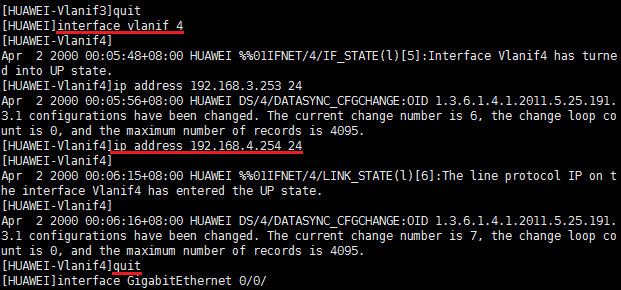 [HUAWEI-Vlanif3]quit
[HUAWEI]interface vlanif 4
[HUAWEI-Vlanif4]
Apr  2 2000 00:05:48+08:00 HUAWEI %%01IFNET/4/IF_STATE(l)[5]:Interface Vlanif4 has turne
d into UP state.
[HUAWEI-Vlanif4]ip address 192.168.3.253 24
Apr  2 2000 00:05:56+08:00 HUAWEI DS/4/DATASYNC_CFGCHANGE:OID 1.3.6.1.4.1.2011.5.25.191.
3.1 configurations have been changed. The current change number is 6, the change loop co
unt is 0, and the maximum number of records is 4095.
[HUAWEI-Vlanif4]ip address 192.168.4.254 24
[HUAWEI-Vlanif4]
Apr  2 2000 00:06:15+08:00 HUAWEI %%01IFNET/4/LINK_STATE(l)[6]:The line protocol IP on t
he interface Vlanif4 has entered the UP state.
[HUAWEI-Vlanif4]
Apr  2 2000 00:06:16+08:00 HUAWEI DS/4/DATASYNC_CFGCHANGE:OID 1.3.6.1.4.1.2011.5.25.191.
3.1 configurations have been changed. The current change number is 7, the change loop co
unt is 0, and the maximum number of records is 4095.
[HUAWEI-Vlanif4]quit
[HUAWEI]interface GigabitEthernet 0/0/